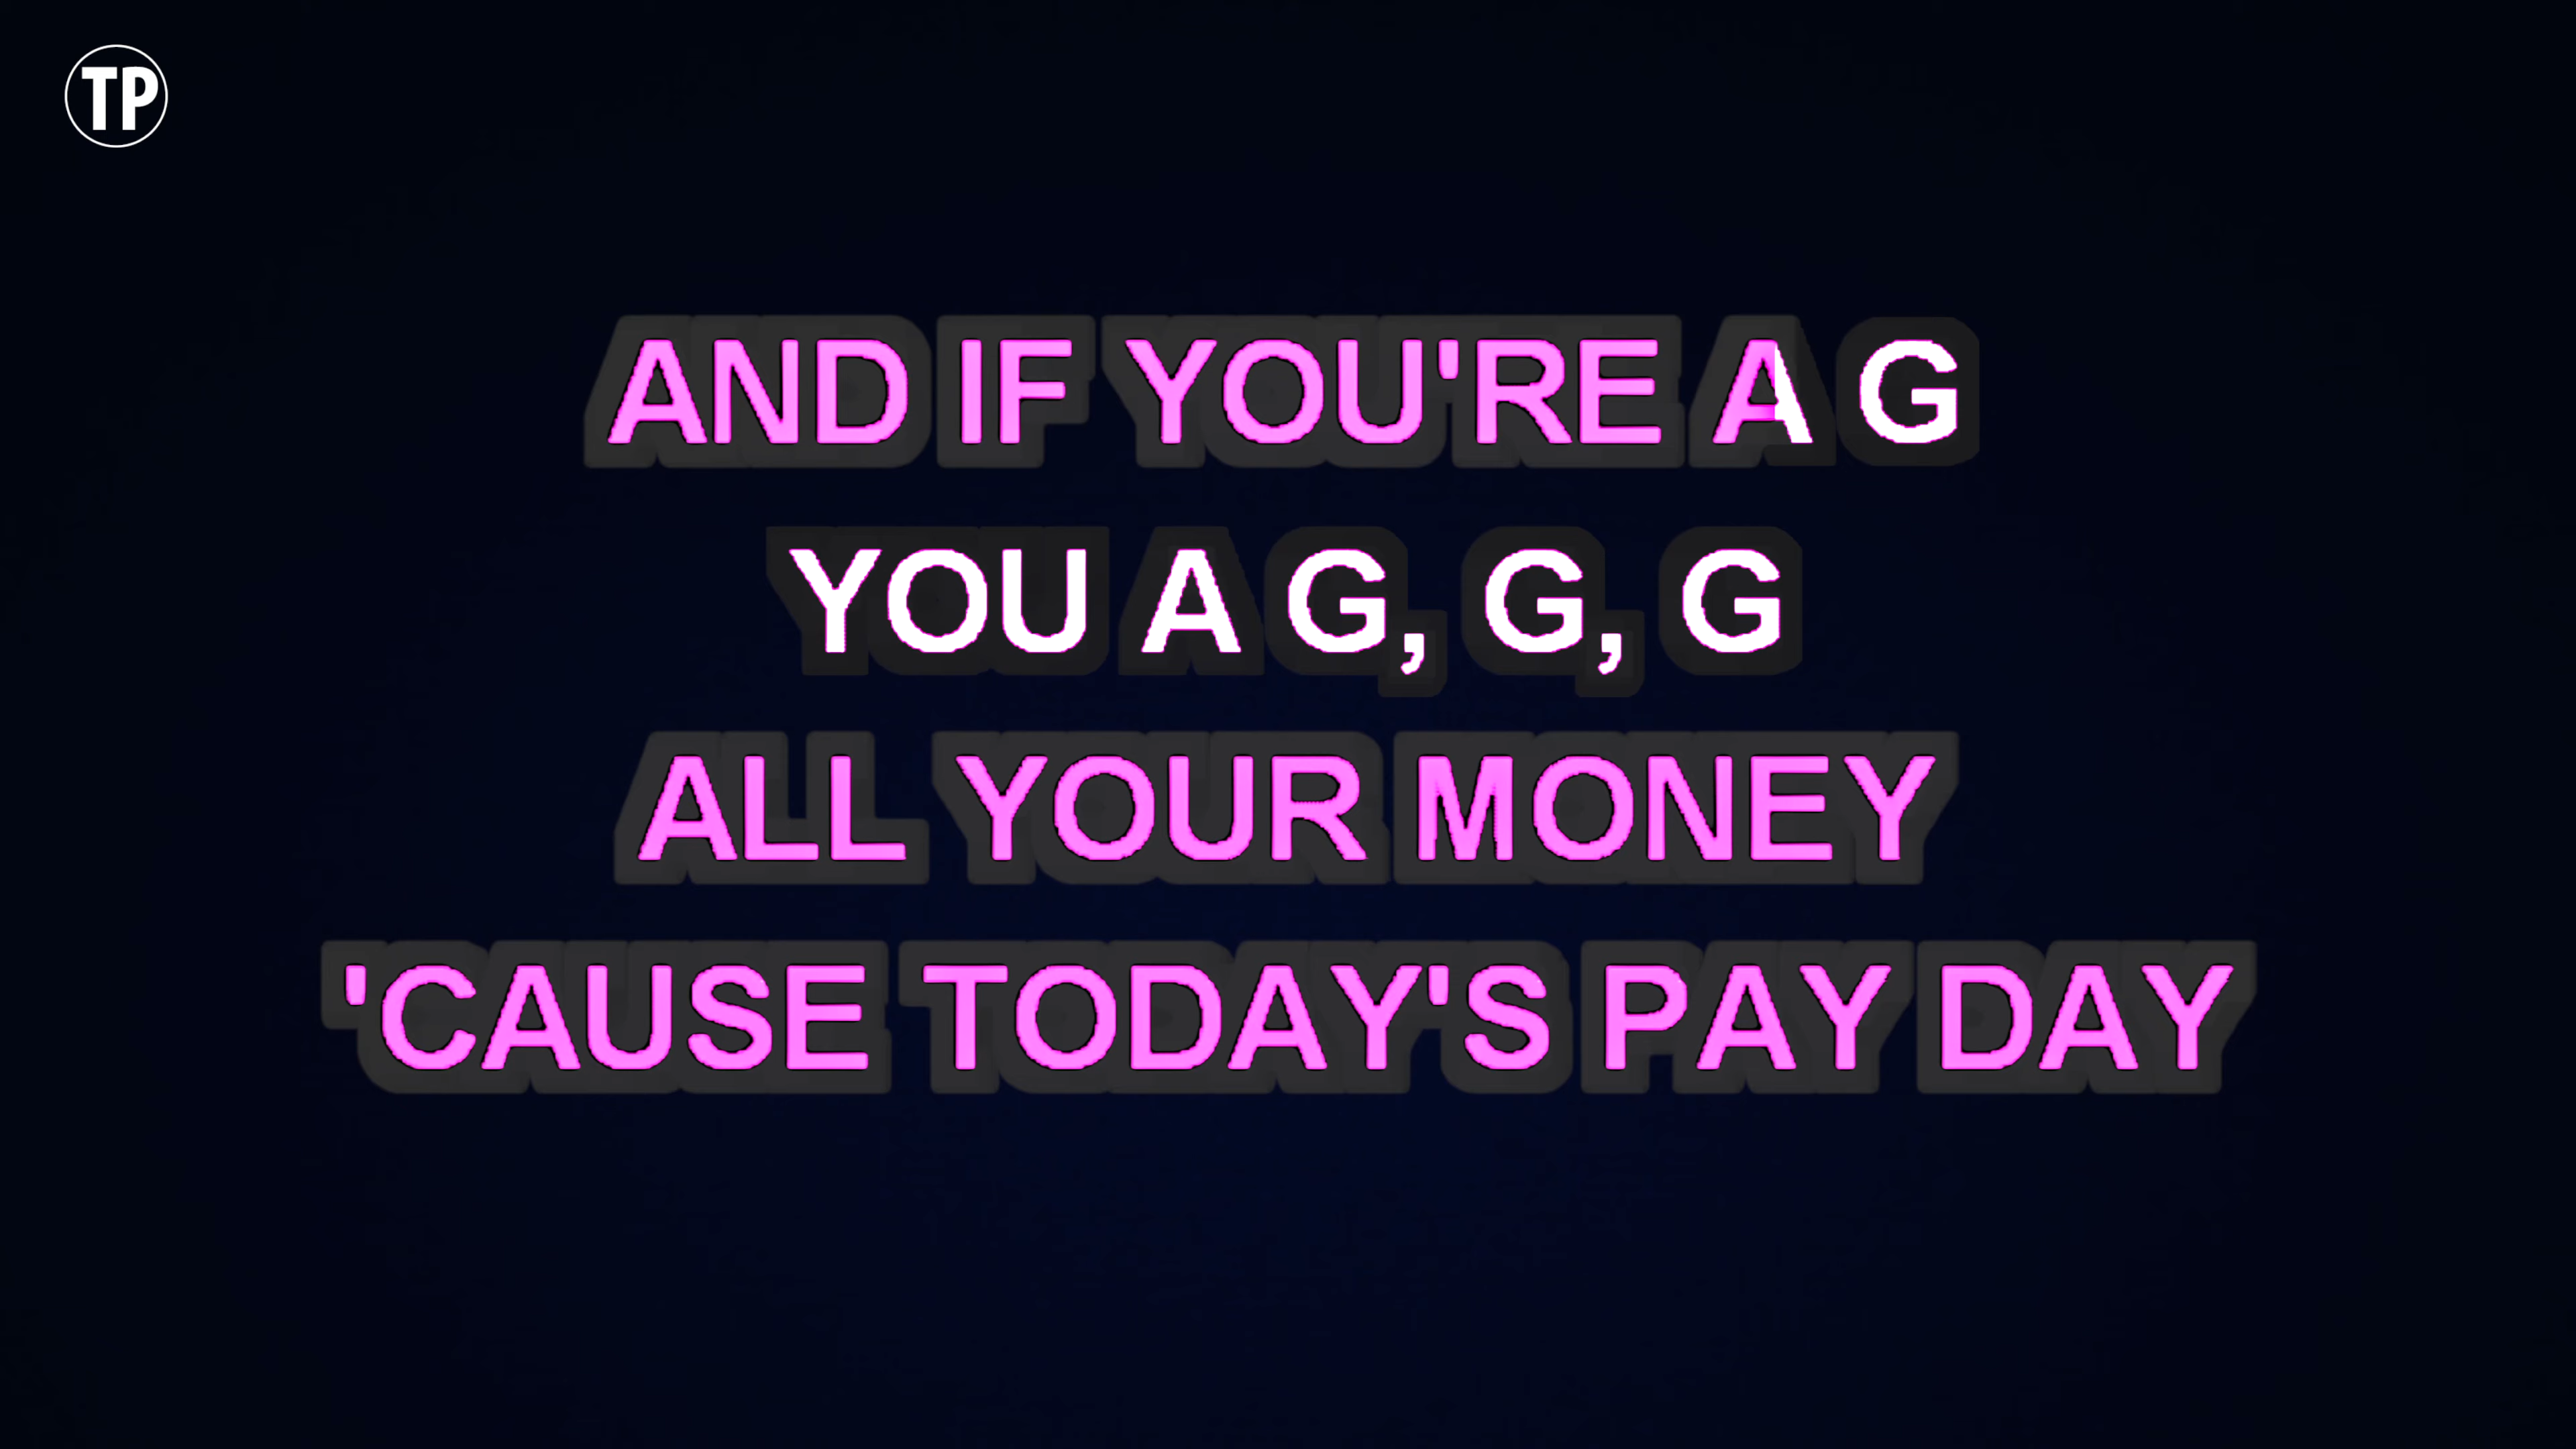 TP
AND IF YOU'RE A G
YOU A G, G, G
ALL YOUR MONEY
'CAUSE TODAY'S PAY DAY